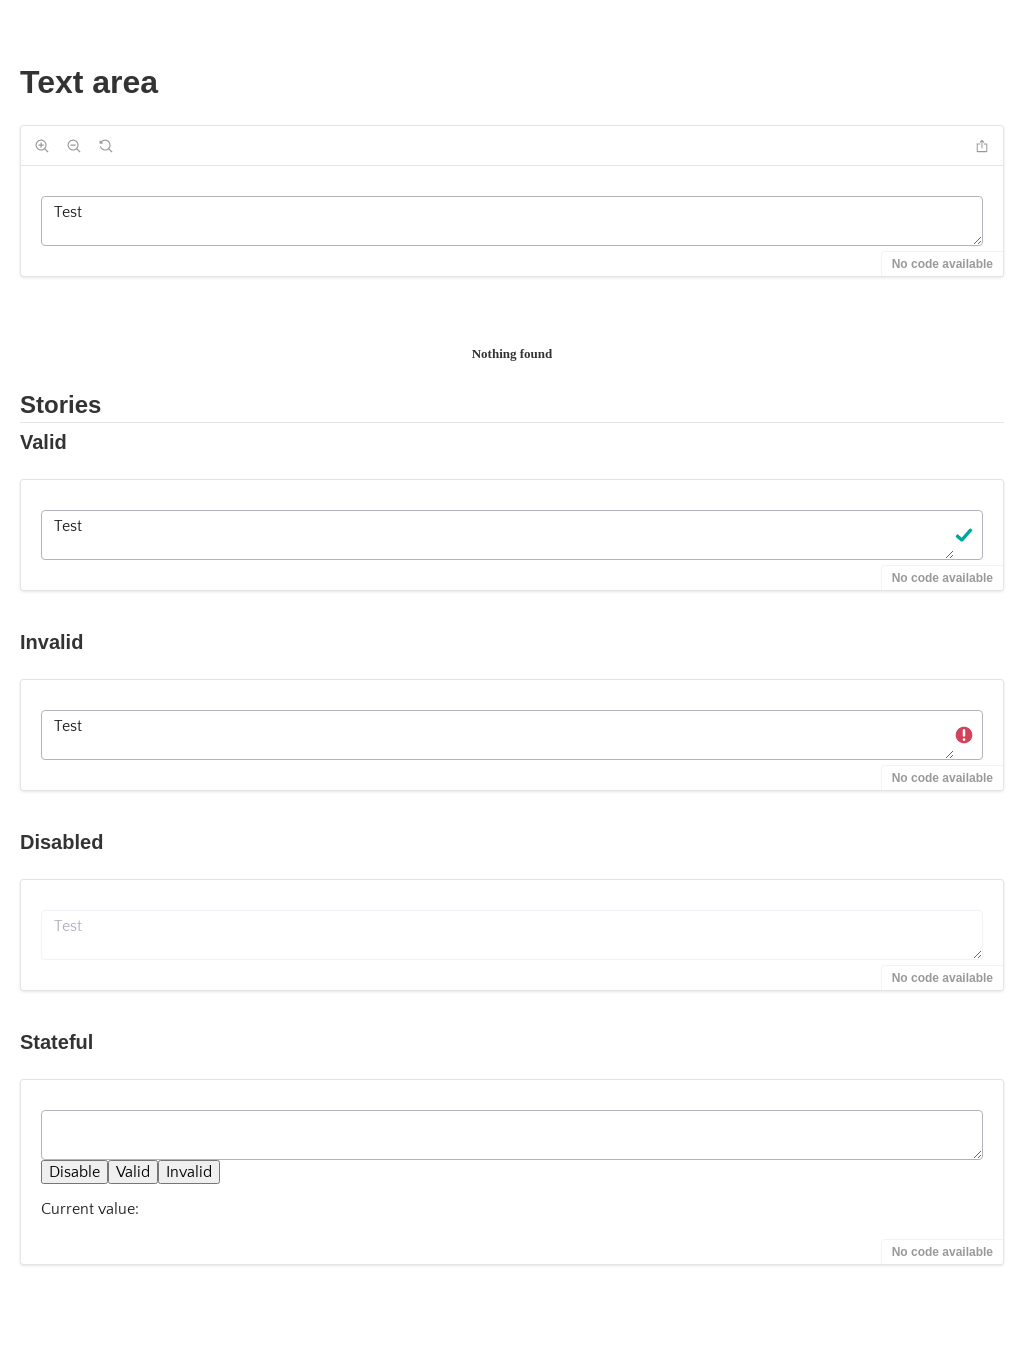 Text area
Test
No code available
Nothing found
Stories
Valid
Test
No code available
Invalid
Test
No code available
Disabled
Test
No code available
Stateful
Disable Valid Invalid
Current value:
No code available